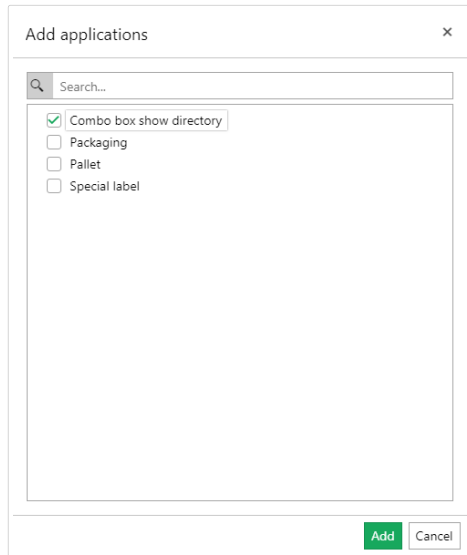 Add applications
Search...
Combo box show directory
Packaging
Pallet
Special label
Add
Cancel